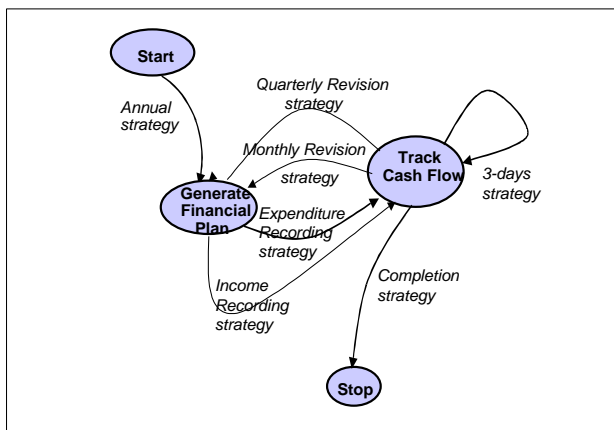 Start
Annual
strategy
Quarterly Revision
strategy
Monthly Revision
strategy
Track
Cash Flow
3-days
strategy
Generate
Financial
Plan
Expenditure
Recording
strategy
Income
Recording
strategy
Completion
strategy
Stop